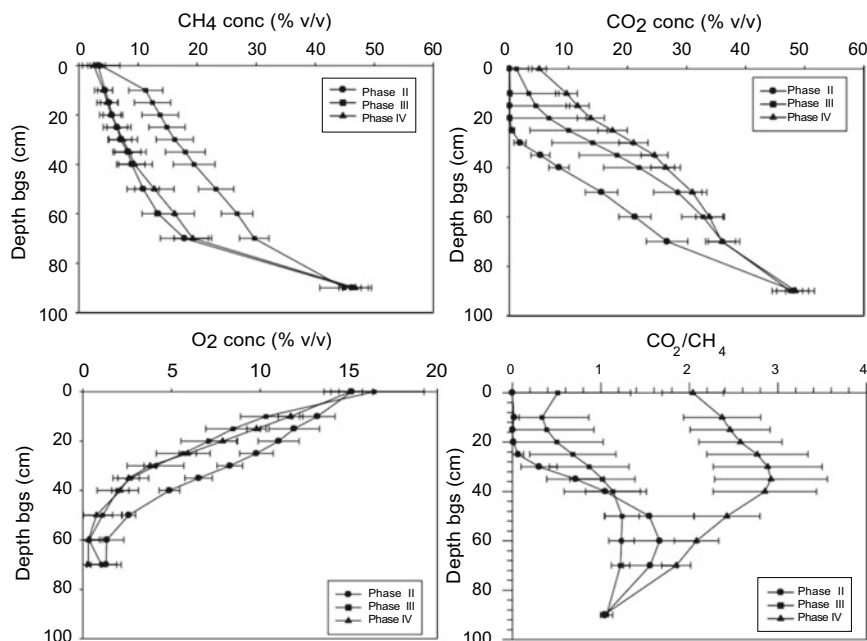 CH4 conc (% v/v)
0 10 20 30 40 50 60
0
20
40
60
80
100
Depth bgs (cm)
Phase II
Phase III
Phase IV
CO2 conc (% v/v)
0 10 20 30 40 50 60
0
20
40
60
80
100
Depth bgs (cm)
Phase II
Phase III
Phase IV
O2 conc (% v/v)
0 5 10 15 20
0
20
40
60
80
100
Depth bgs (cm)
Phase II
Phase III
Phase IV
CO2/CH4
0 1 2 3 4
0
20
40
60
80
100
Depth bgs (cm)
Phase II
Phase III
Phase IV